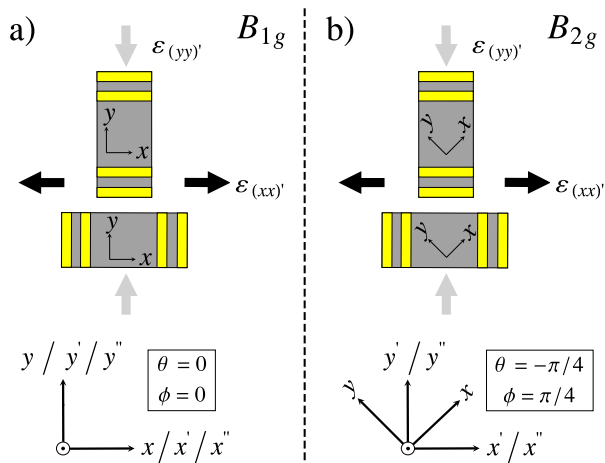 a) B₁g
ε(yy)'
y
x
ε(xx)'
y
x
y / y' / y"
θ = 0
ϕ = 0
x / x' / x"
b) B₂g
ε(yy)'
y x
ε(xx)'
y x
y' / y"
θ = −π/4
ϕ = π/4
y x
x' / x"